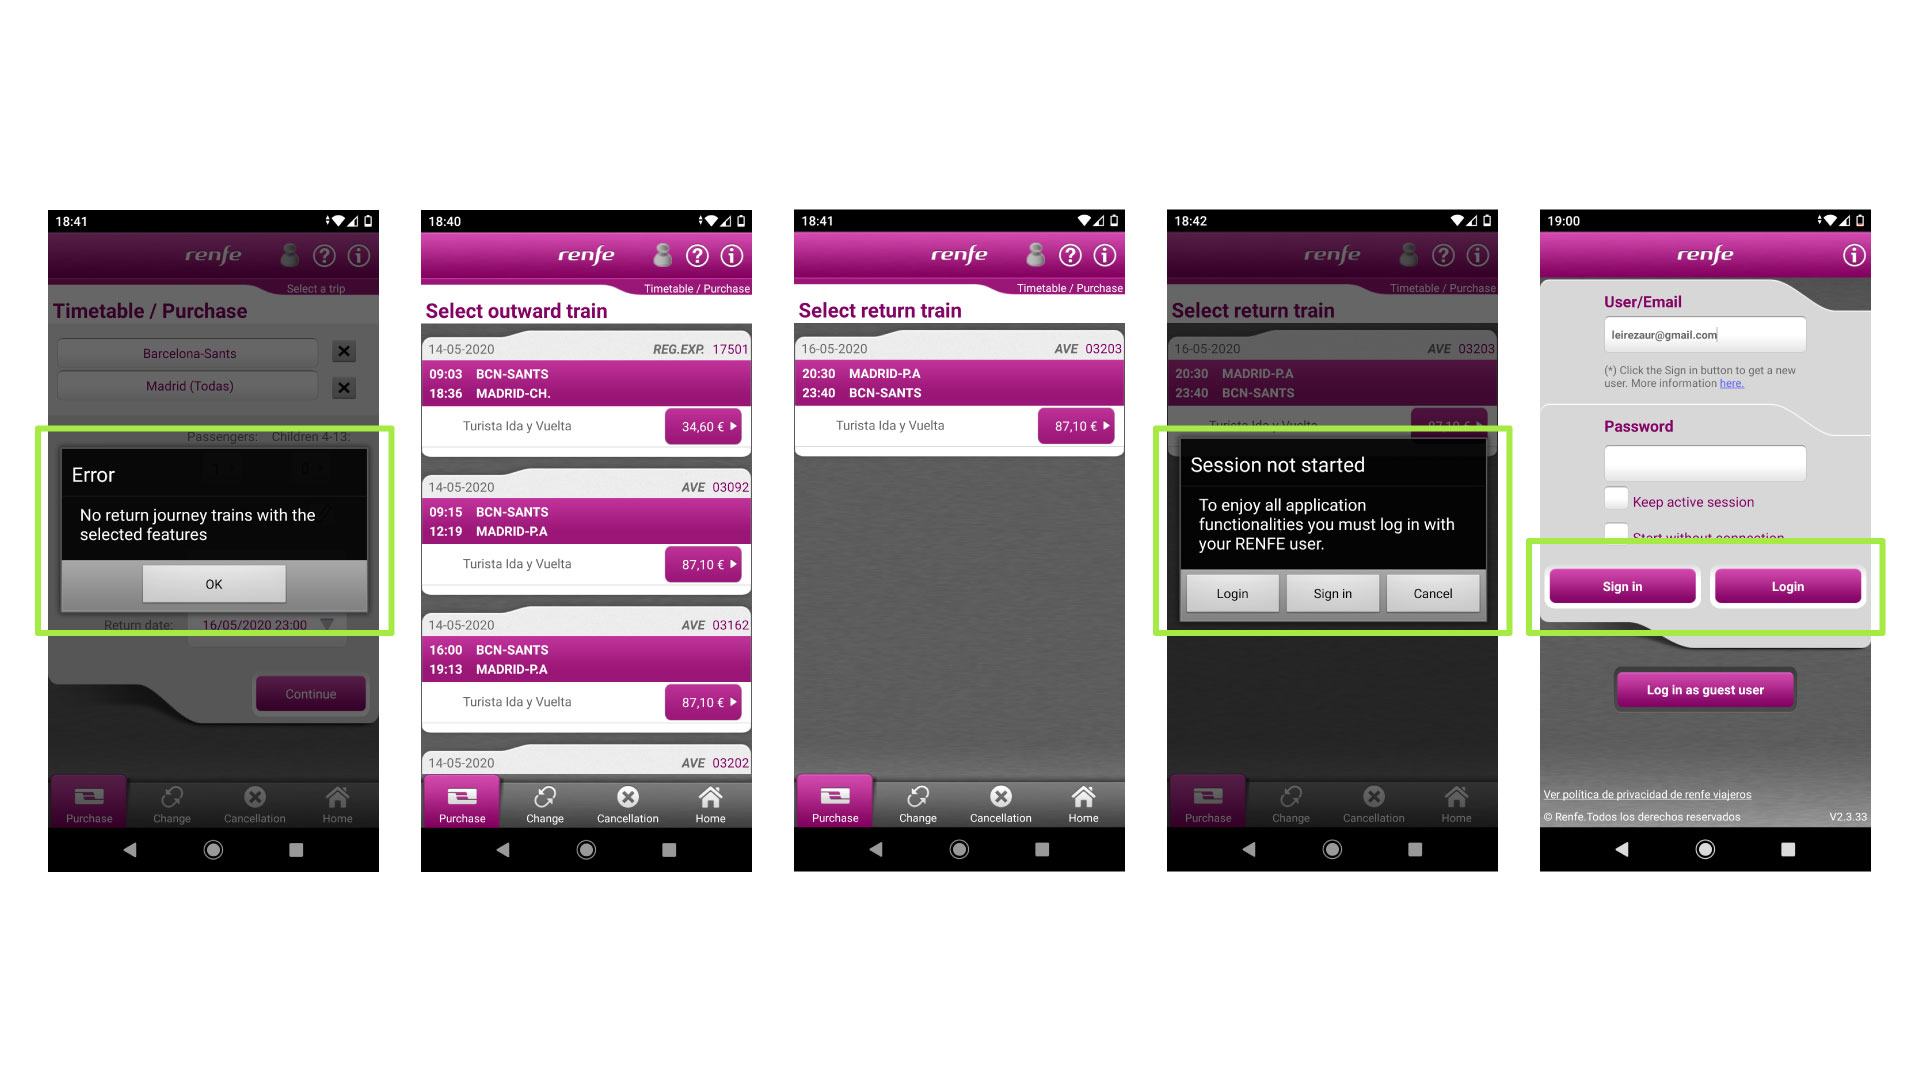 18:41
renfe
Select a trip
Timetable / Purchase
Barcelona-Sants
Madrid (Todas)
Passengers: Children 4-13:
1 0
Error
No return journey trains with the
selected features
OK
Return date: 16/05/2020 23:00
Continue
Purchase Change Cancellation Home
18:40
renfe
Timetable / Purchase
Select outward train
14-05-2020 REG.EXP. 17501
09:03 BCN-SANTS
18:36 MADRID-CH.
Turista Ida y Vuelta 34,60 €
14-05-2020 AVE 03092
09:15 BCN-SANTS
12:19 MADRID-P.A
Turista Ida y Vuelta 87,10 €
14-05-2020 AVE 03162
16:00 BCN-SANTS
19:13 MADRID-P.A
Turista Ida y Vuelta 87,10 €
14-05-2020 AVE 03202
Purchase Change Cancellation Home
18:41
renfe
Timetable / Purchase
Select return train
16-05-2020 AVE 03203
20:30 MADRID-P.A
23:40 BCN-SANTS
Turista Ida y Vuelta 87,10 €
Purchase Change Cancellation Home
18:42
renfe
Timetable / Purchase
Select return train
16-05-2020 AVE 03203
20:30 MADRID-P.A
23:40 BCN-SANTS
Turista Ida y Vuelta 87,10 €
Session not started
To enjoy all application
functionalities you must log in with
your RENFE user.
Login Sign in Cancel
Purchase Change Cancellation Home
19:00
renfe
User/Email
leirezaur@gmail.com
(*) Click the Sign in button to get a new
user. More information here.
Password
Keep active session
Start without connection
Sign in Login
Log in as guest user
Ver política de privacidad de renfe viajeros
© Renfe.Todos los derechos reservados V2.3.33